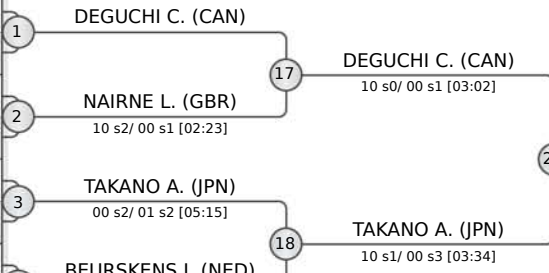 DEGUCHI C. (CAN)
1
17
DEGUCHI C. (CAN)
10 s0/ 00 s1 [03:02]
NAIRNE L. (GBR)
2
10 s2/ 00 s1 [02:23]
TAKANO A. (JPN)
3
00 s2/ 01 s2 [05:15]
18
TAKANO A. (JPN)
10 s1/ 00 s3 [03:34]
BEURSKENS L. (NED)